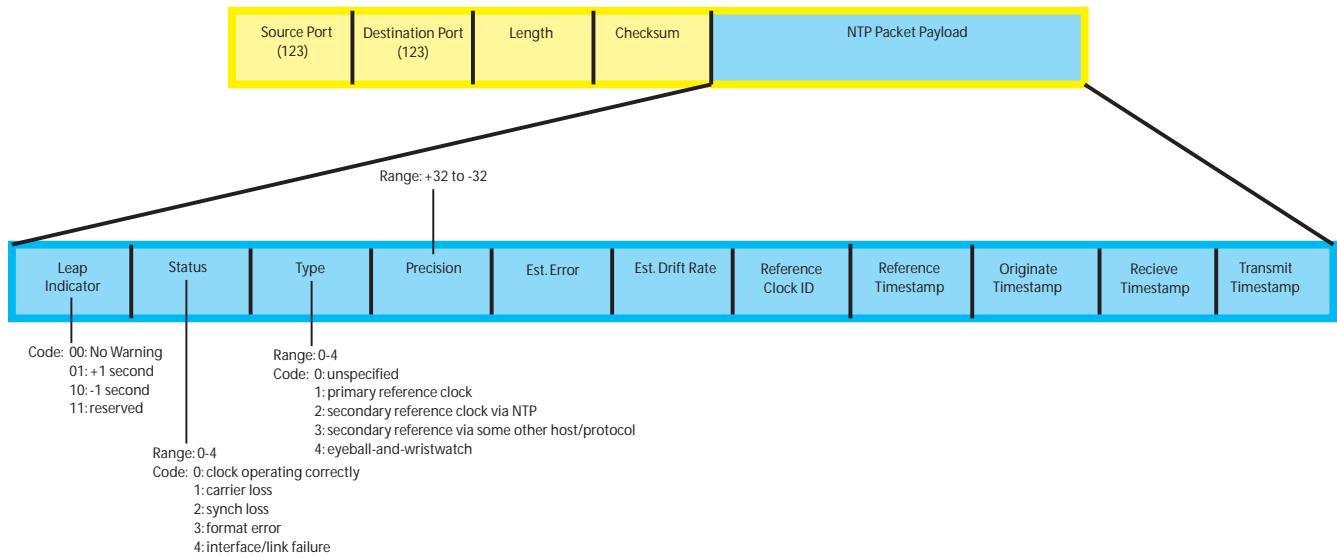 Source Port
(123)
Destination Port
(123)
Length
Checksum
NTP Packet Payload
Range: +32 to -32
Leap
Indicator
Status
Type
Precision
Est. Error
Est. Drift Rate
Reference
Clock ID
Reference
Timestamp
Originate
Timestamp
Recieve
Timestamp
Transmit
Timestamp
Code: 00: No Warning
01: +1 second
10: -1 second
11: reserved
Range: 0-4
Code: 0: clock operating correctly
1: carrier loss
2: synch loss
3: format error
4: interface/link failure
Range: 0-4
Code: 0: unspecified
1: primary reference clock
2: secondary reference clock via NTP
3: secondary reference via some other host/protocol
4: eyeball-and-wristwatch